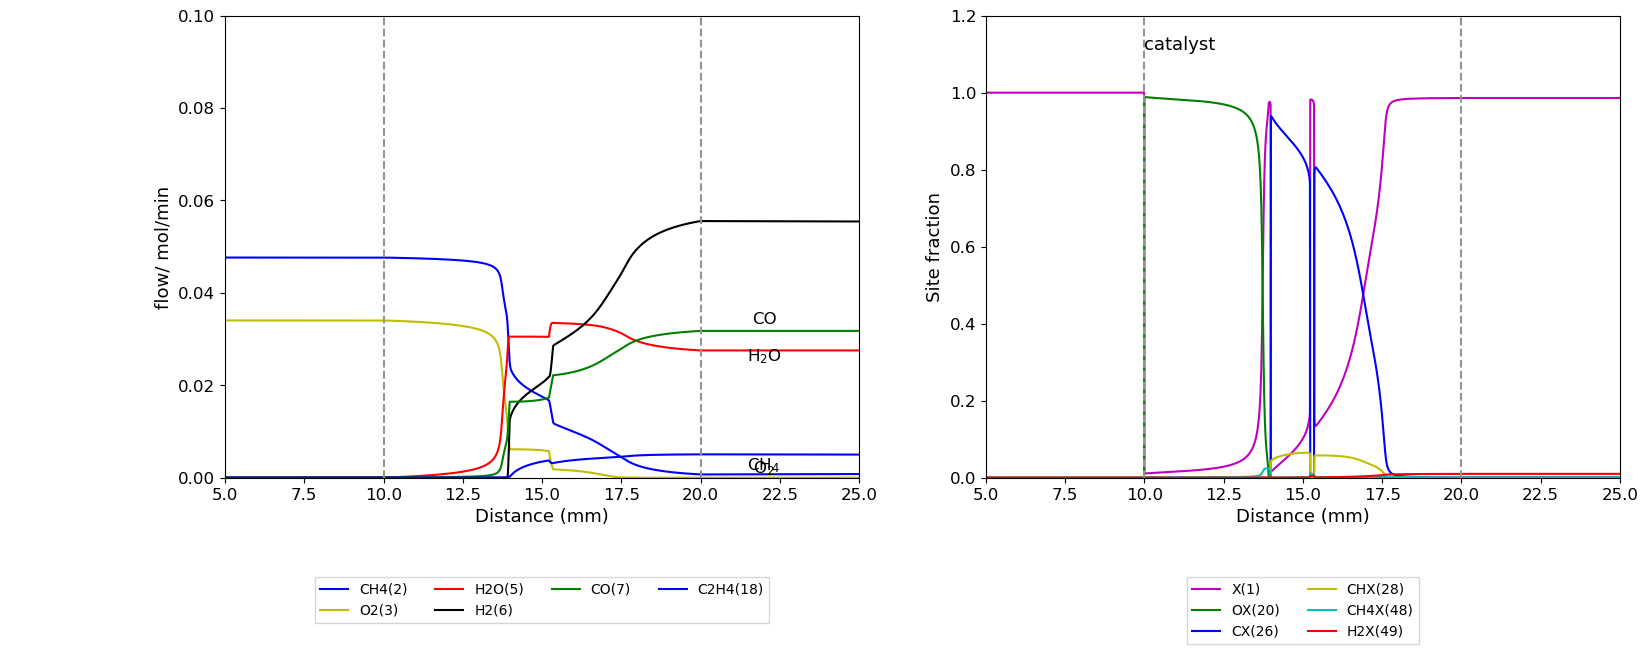 0.10
0.08
0.06
0.04
0.02
0.00
flow/ mol/min
CO
H₂O
CH₄
O₂
5.0 7.5 10.0 12.5 15.0 17.5 20.0 22.5 25.0
Distance (mm)
CH4(2) H2O(5) CO(7) C2H4(18)
O2(3) H2(6)
1.2
1.0
0.8
0.6
0.4
0.2
0.0
Site fraction
catalyst
5.0 7.5 10.0 12.5 15.0 17.5 20.0 22.5 25.0
Distance (mm)
X(1) CHX(28)
OX(20) CH4X(48)
CX(26) H2X(49)